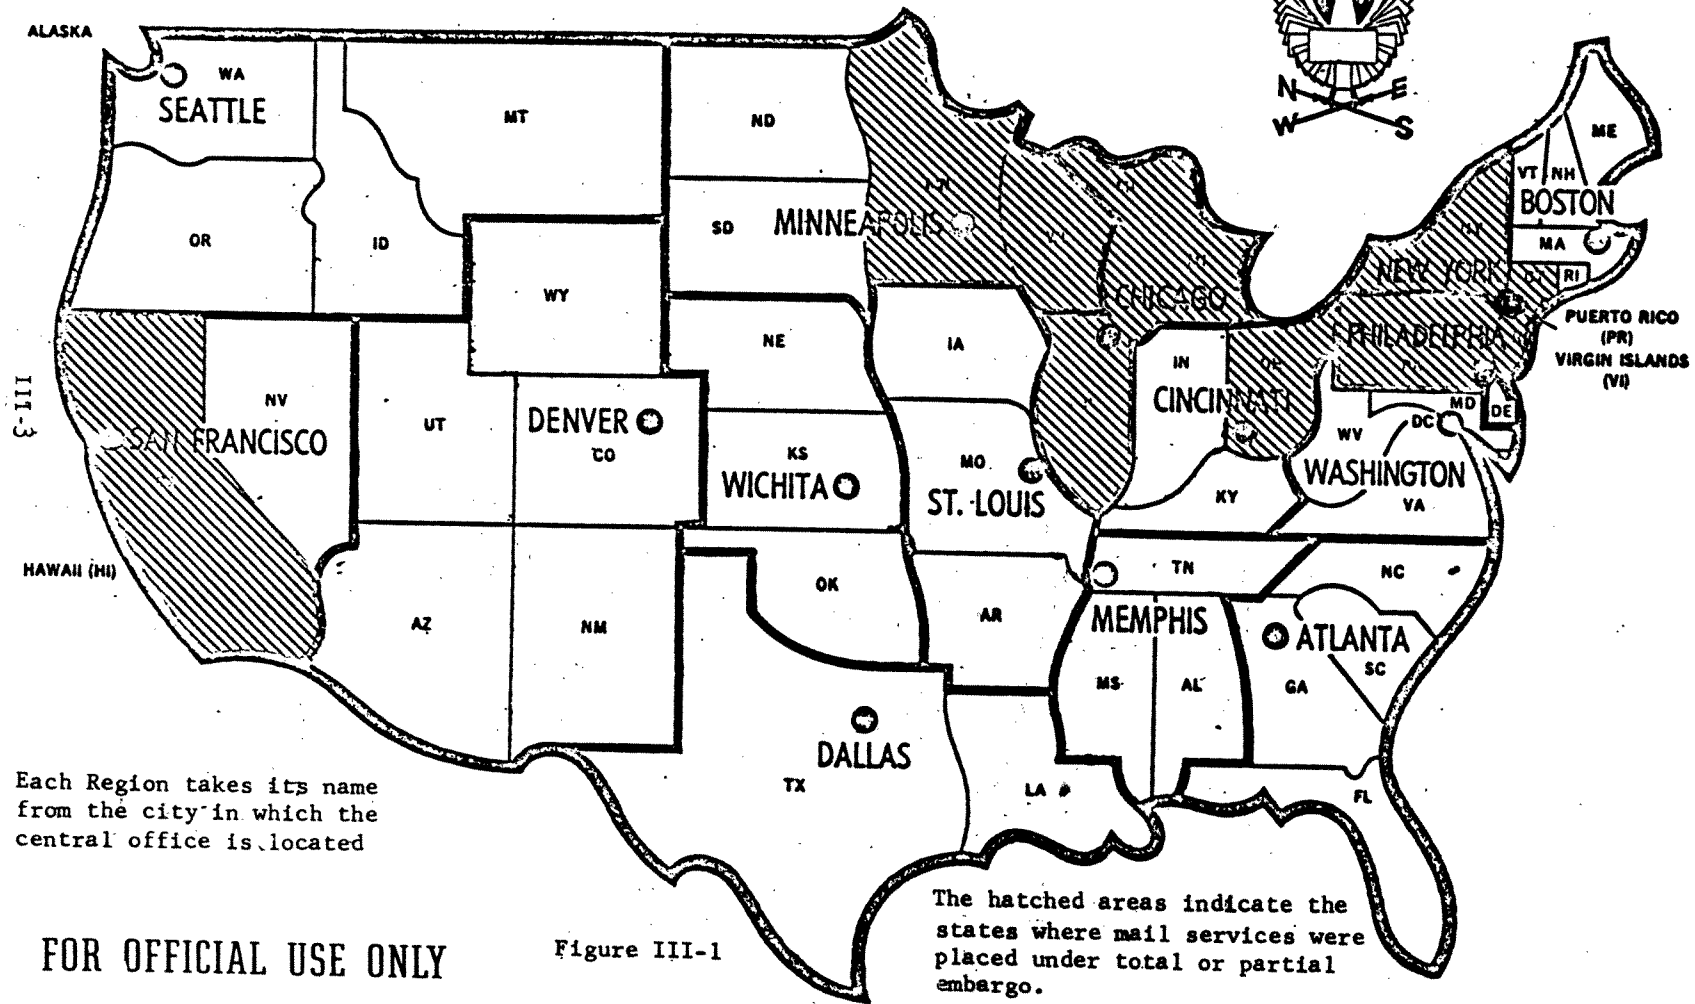 ALASKA
N E
W S
WA
SEATTLE
MT
ND
ME
VT NH
BOSTON
OR
ID
SD
MINNEAPOLIS
MA
NY
NEW YORK
RI
WY
CHICAGO
PUERTO RICO
(PR)
VIRGIN ISLANDS
(VI)
PHILADELPHIA
NE
IA
IN
CINCINNATI
MD
DE
DC
NV
UT
DENVER
CO
KS
WICHITA
MO
ST. LOUIS
KY
WV
WASHINGTON
VA
SAN FRANCISCO
III-3
HAWAII (HI)
AZ
NM
OK
AR
TN
MEMPHIS
NC
ATLANTA
SC
MS
AL
GA
DALLAS
TX
LA
FL
Each Region takes its name
from the city in which the
central office is located
The hatched areas indicate the
states where mail services were
placed under total or partial
embargo.
FOR OFFICIAL USE ONLY
Figure III-1